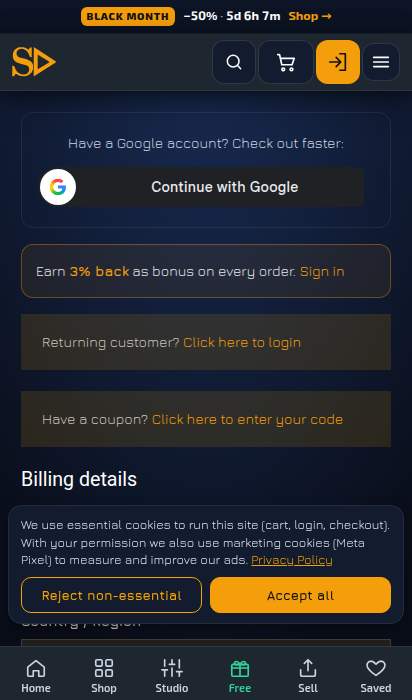 BLACK MONTH −50% · 5d 6h 7m Shop →
S
Have a Google account? Check out faster:
Continue with Google
Earn 3% back as bonus on every order. Sign in
Returning customer? Click here to login
Have a coupon? Click here to enter your code
Billing details
We use essential cookies to run this site (cart, login, checkout).
With your permission we also use marketing cookies (Meta
Pixel) to measure and improve our ads. Privacy Policy
Reject non-essential Accept all
Country / Region
Home Shop Studio Free Sell Saved